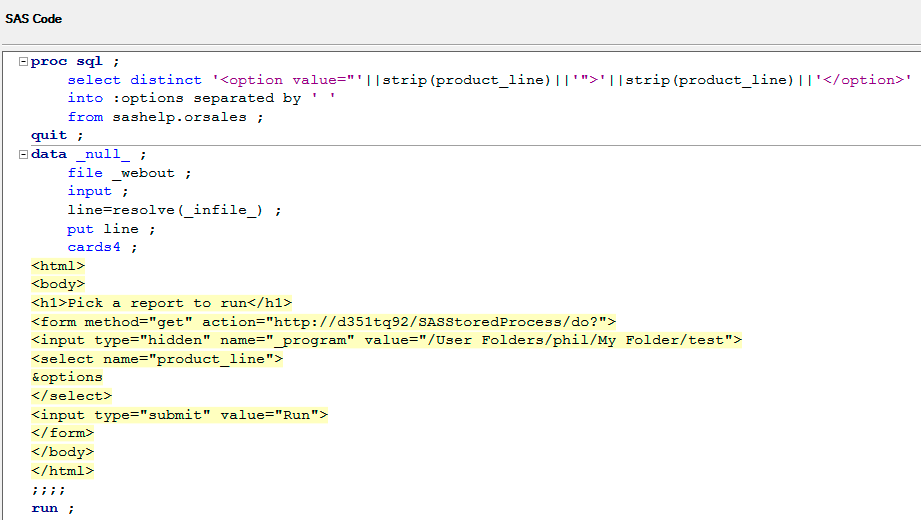 SAS Code
proc sql ;
select distinct '<option value="'||strip(product_line)||'">'||strip(product_line)||'</option>'
into :options separated by ' '
from sashelp.orsales ;
quit ;
data _null_ ;
file _webout ;
input ;
line=resolve(_infile_) ;
put line ;
cards4 ;
<html>
<body>
<h1>Pick a report to run</h1>
<form method="get" action="http://d351tq92/SASStoredProcess/do?">
<input type="hidden" name="_program" value="/User Folders/phil/My Folder/test">
<select name="product_line">
&options
</select>
<input type="submit" value="Run">
</form>
</body>
</html>
;;;;
run ;